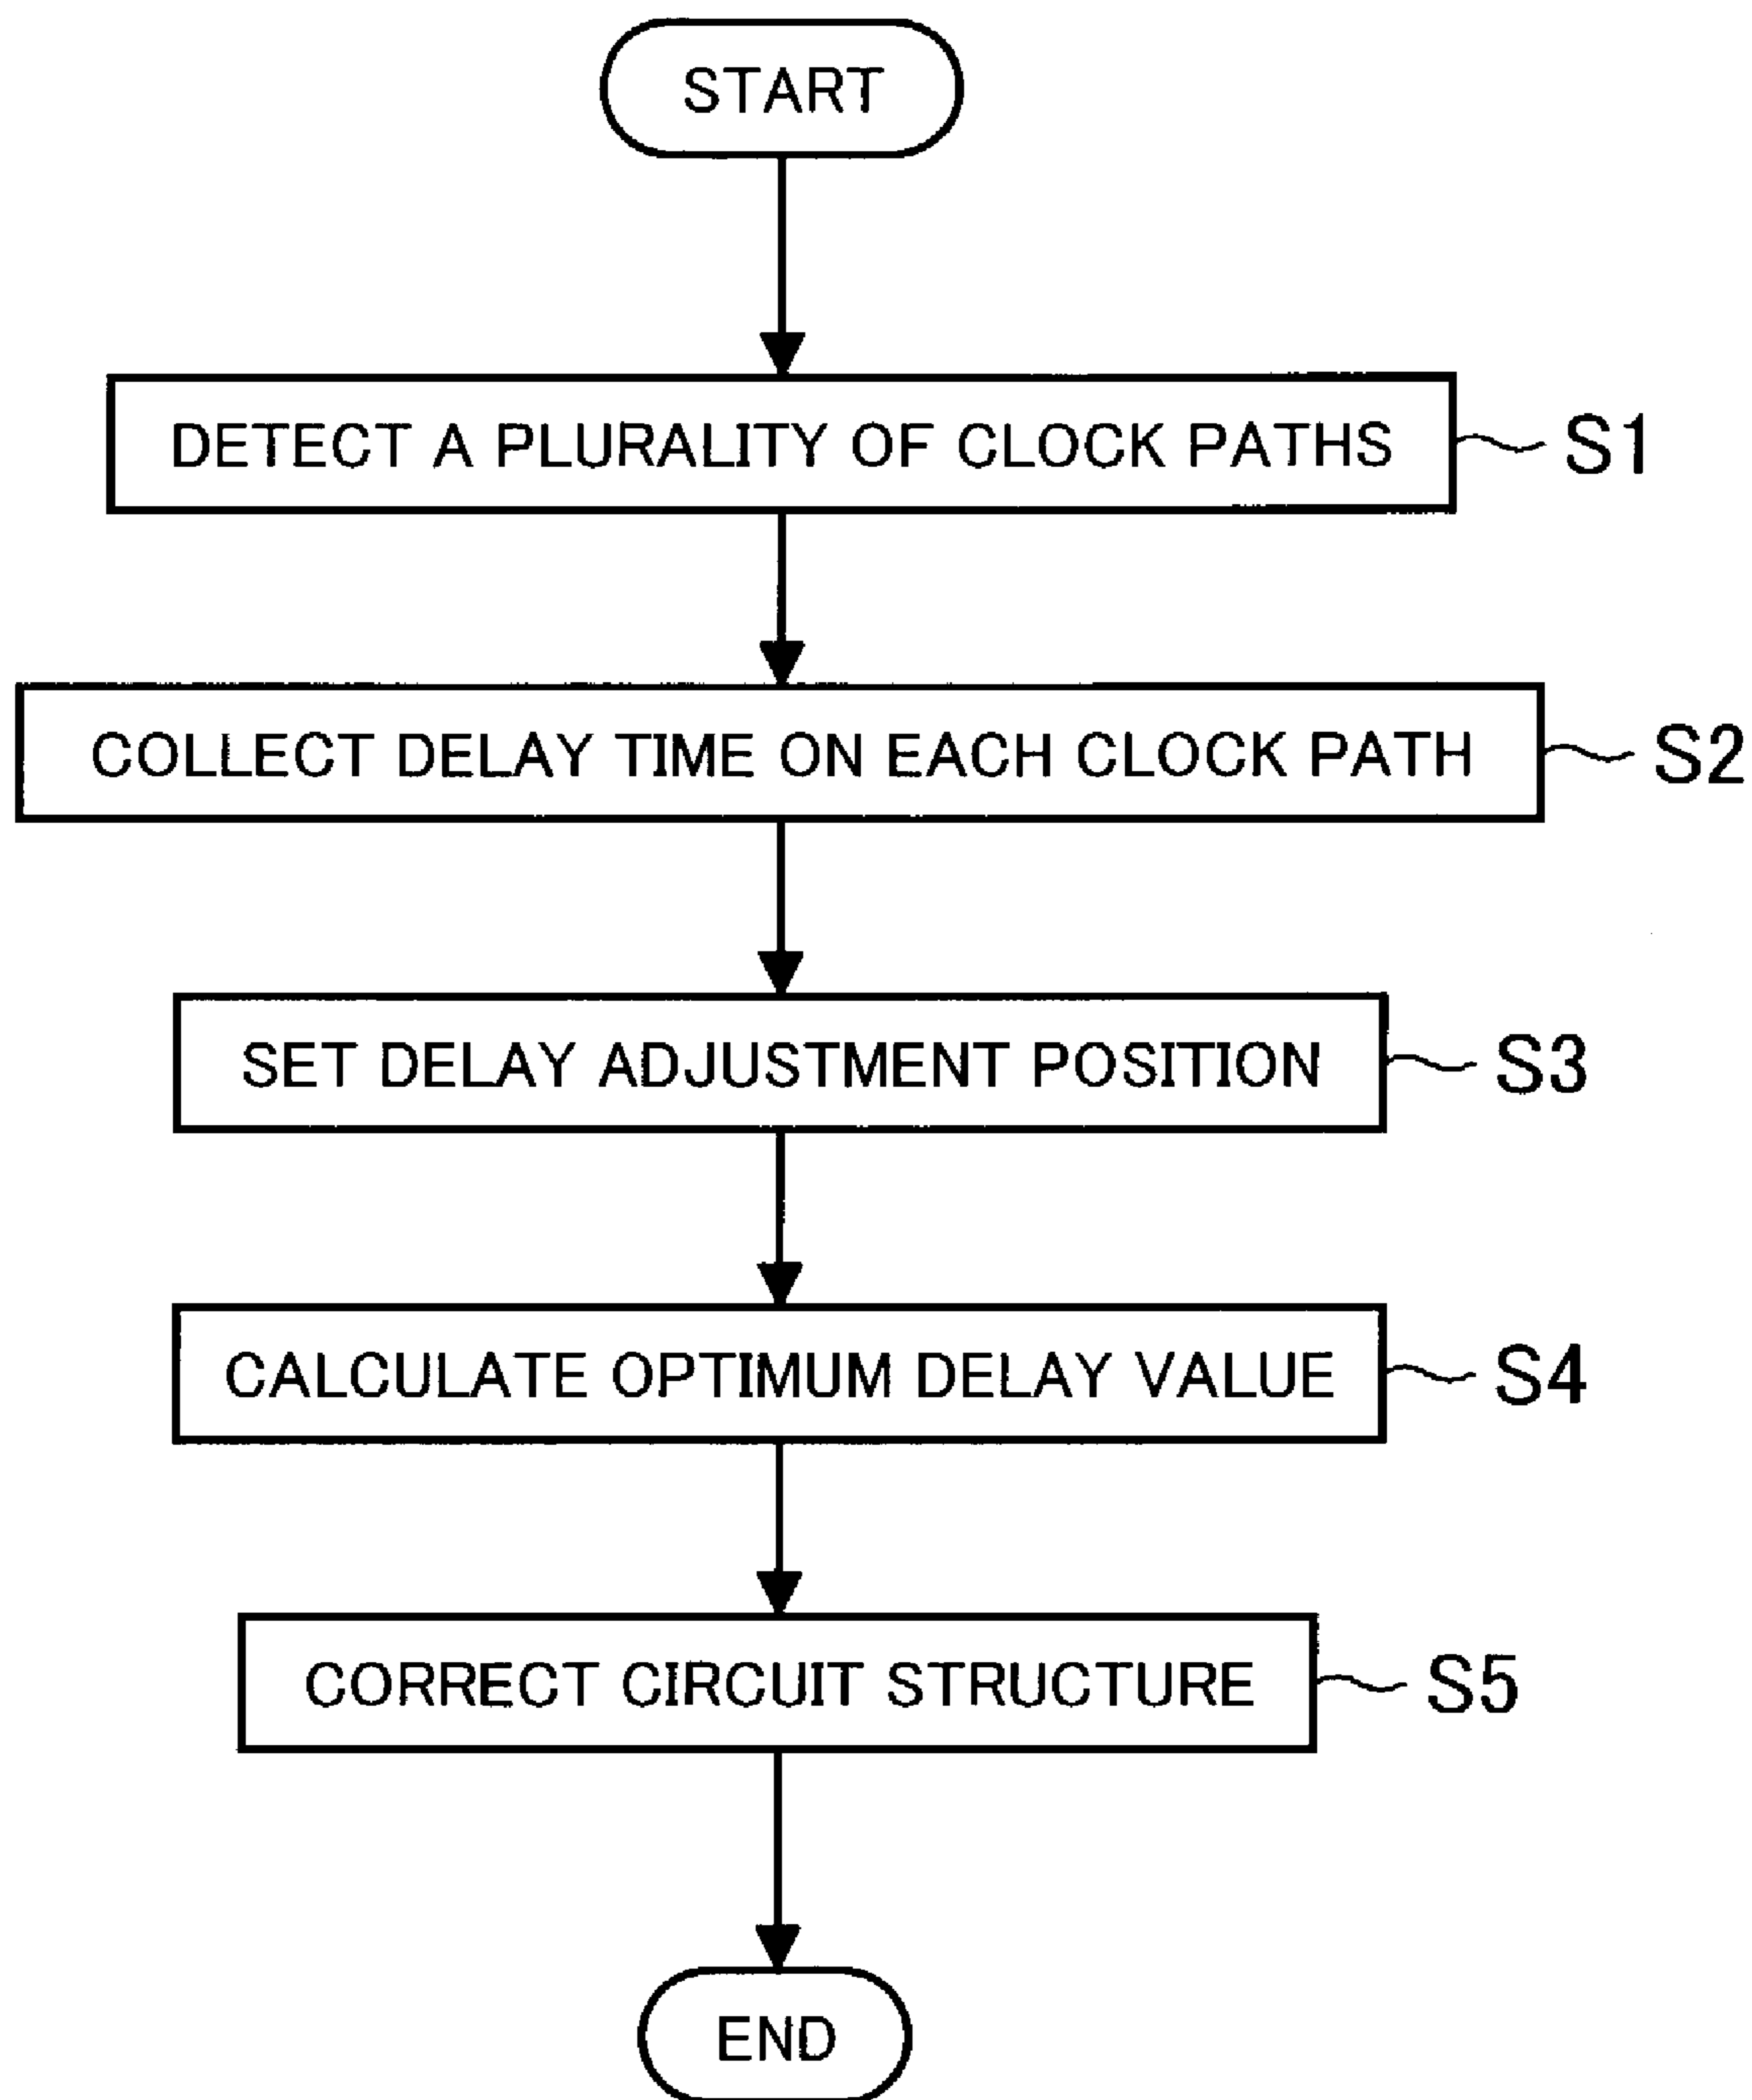 START
DETECT A PLURALITY OF CLOCK PATHS
S1
COLLECT DELAY TIME ON EACH CLOCK PATH
S2
SET DELAY ADJUSTMENT POSITION
S3
CALCULATE OPTIMUM DELAY VALUE
S4
CORRECT CIRCUIT STRUCTURE
S5
END